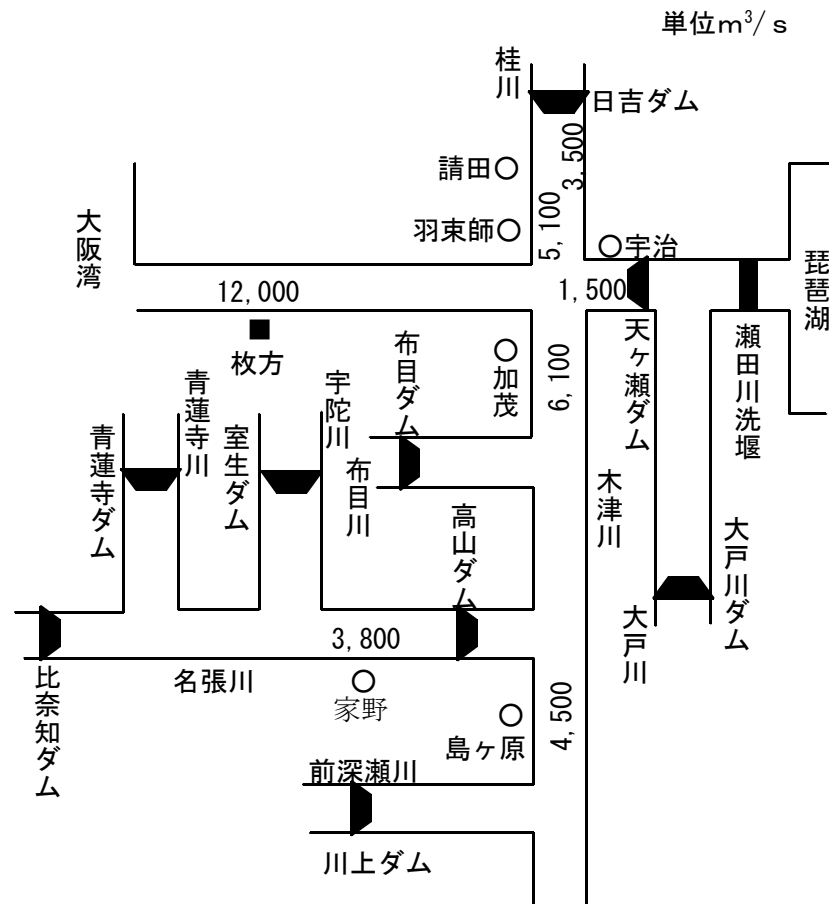 単位m³/s
桂川
日吉ダム
3,500
請田
5,100
羽束師
宇治
大阪湾
琵琶湖
12,000
1,500
枚方
天ヶ瀬ダム
瀬田川洗堰
布目ダム
加茂
6,100
青蓮寺川
宇陀川
青蓮寺ダム
室生ダム
布目川
木津川
高山ダム
大戸川ダム
大戸川
3,800
名張川
家野
比奈知ダム
島ヶ原
4,500
前深瀬川
川上ダム